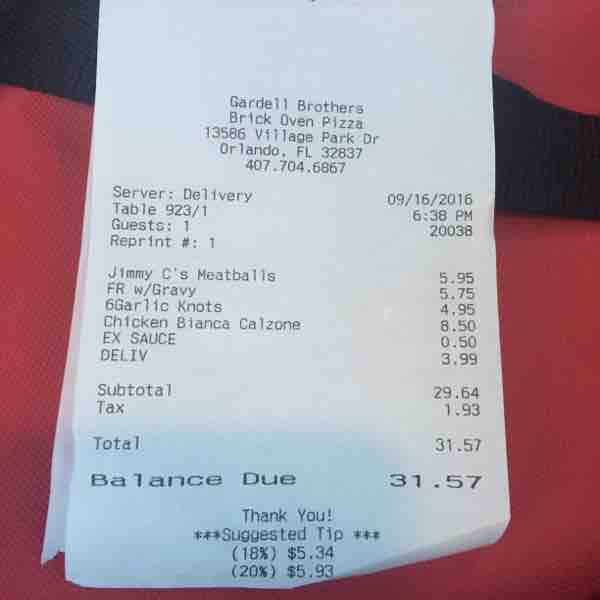 Gardell Brothers
Brick Oven Pizza
13586 Village Park Dr
Orlando, FL 32837
407.704.6867
Server: Delivery 09/16/2016
Table 923/1 6:38 PM
Guests: 1 20038
Reprint #: 1
Jimmy C's Meatballs 5.95
FR w/Gravy 5.75
6Garlic Knots 4.95
Chicken Bianca Calzone 8.50
EX SAUCE 0.50
DELIV 3.99
Subtotal 29.64
Tax 1.93
Total 31.57
Balance Due 31.57
Thank You!
***Suggested Tip ***
(18%) $5.34
(20%) $5.93